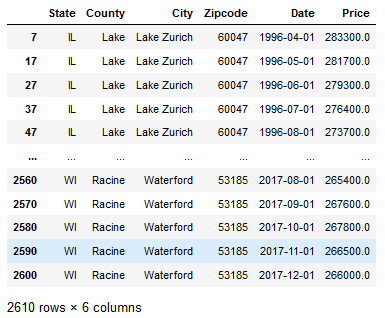 State County City Zipcode Date Price
7 IL Lake Lake Zurich 60047 1996-04-01 283300.0
17 IL Lake Lake Zurich 60047 1996-05-01 281700.0
27 IL Lake Lake Zurich 60047 1996-06-01 279300.0
37 IL Lake Lake Zurich 60047 1996-07-01 276400.0
47 IL Lake Lake Zurich 60047 1996-08-01 273700.0
... ... ... ... ... ... ...
2560 WI Racine Waterford 53185 2017-08-01 265400.0
2570 WI Racine Waterford 53185 2017-09-01 267600.0
2580 WI Racine Waterford 53185 2017-10-01 267800.0
2590 WI Racine Waterford 53185 2017-11-01 266500.0
2600 WI Racine Waterford 53185 2017-12-01 266000.0
2610 rows × 6 columns